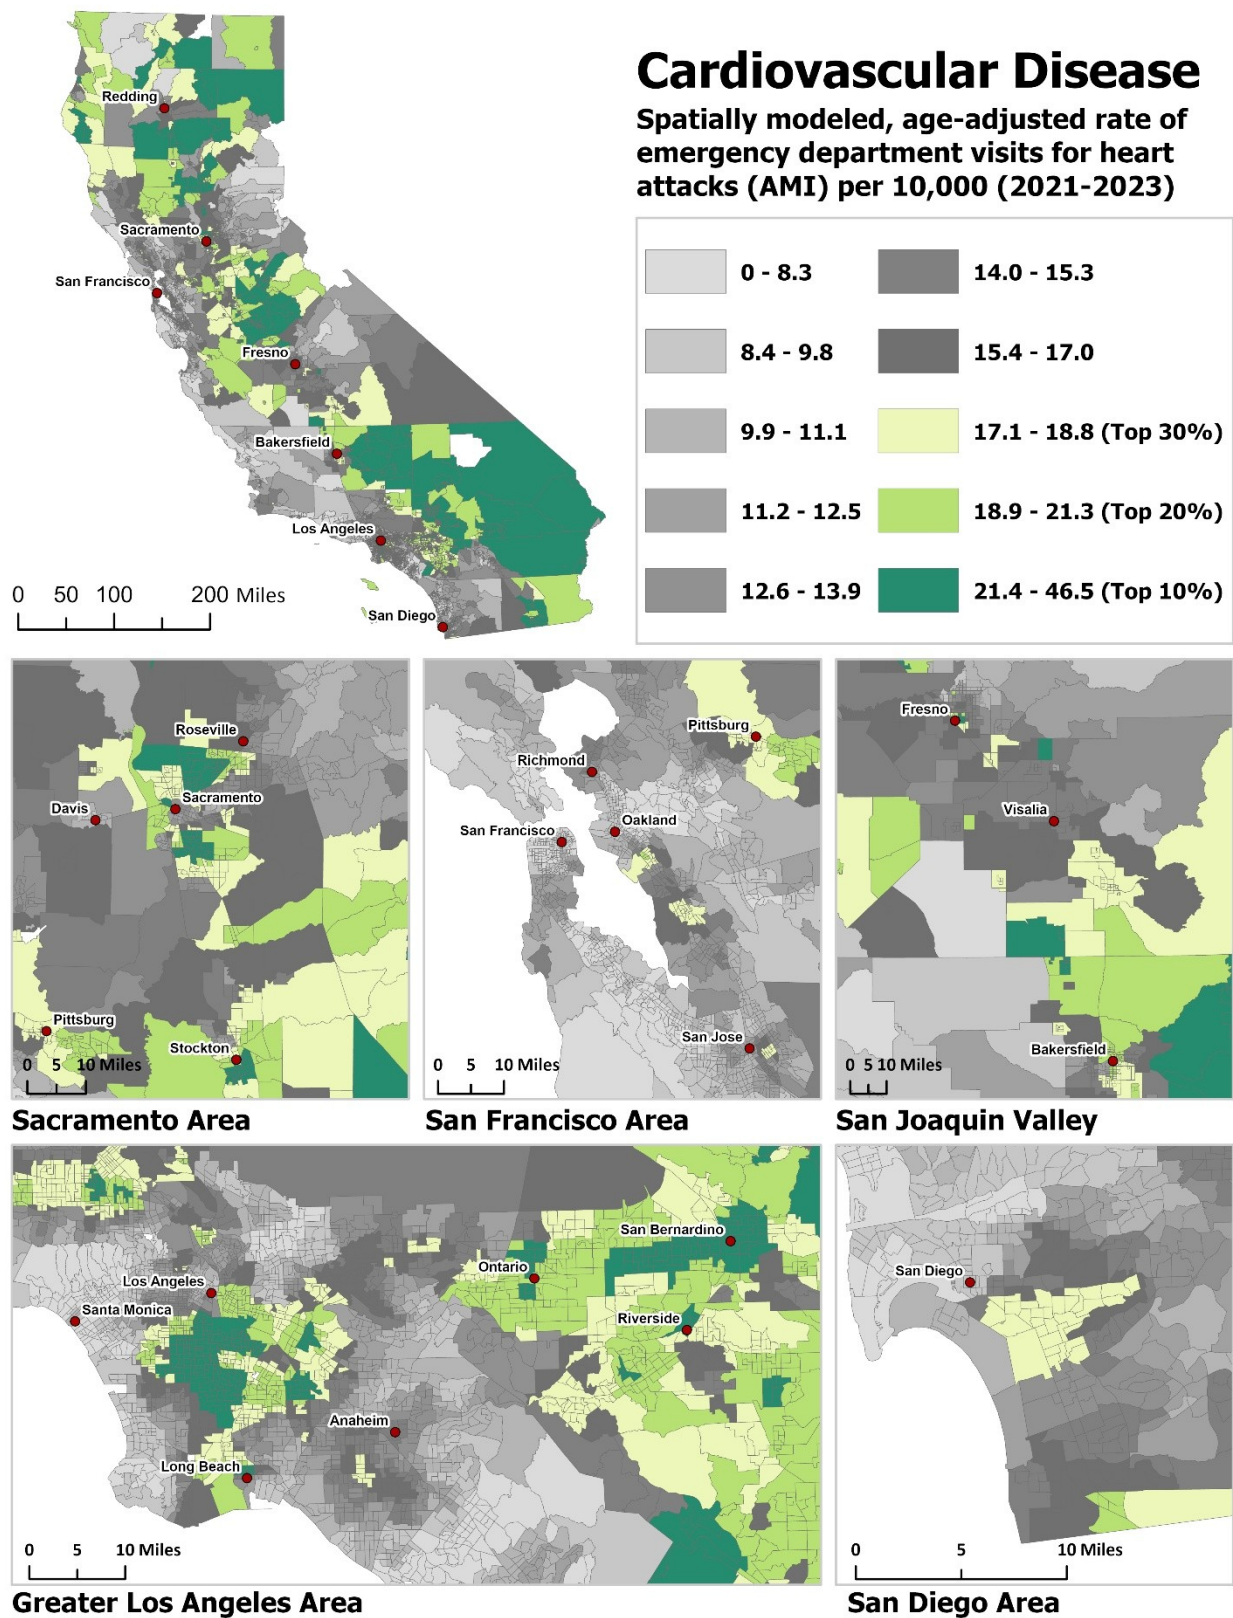 Cardiovascular Disease
Spatially modeled, age-adjusted rate of
emergency department visits for heart
attacks (AMI) per 10,000 (2021-2023)
0 - 8.3
8.4 - 9.8
9.9 - 11.1
11.2 - 12.5
12.6 - 13.9
14.0 - 15.3
15.4 - 17.0
17.1 - 18.8 (Top 30%)
18.9 - 21.3 (Top 20%)
21.4 - 46.5 (Top 10%)
Redding
Sacramento
San Francisco
Fresno
Bakersfield
Los Angeles
San Diego
0 50 100 200 Miles
Roseville
Sacramento
Davis
Pittsburg
Stockton
0 5 10 Miles
Sacramento Area
Pittsburg
Richmond
Oakland
San Francisco
San Jose
0 5 10 Miles
San Francisco Area
Fresno
Visalia
Bakersfield
0 5 10 Miles
San Joaquin Valley
San Bernardino
Ontario
Los Angeles
Santa Monica
Riverside
Anaheim
Long Beach
0 5 10 Miles
Greater Los Angeles Area
San Diego
0 5 10 Miles
San Diego Area